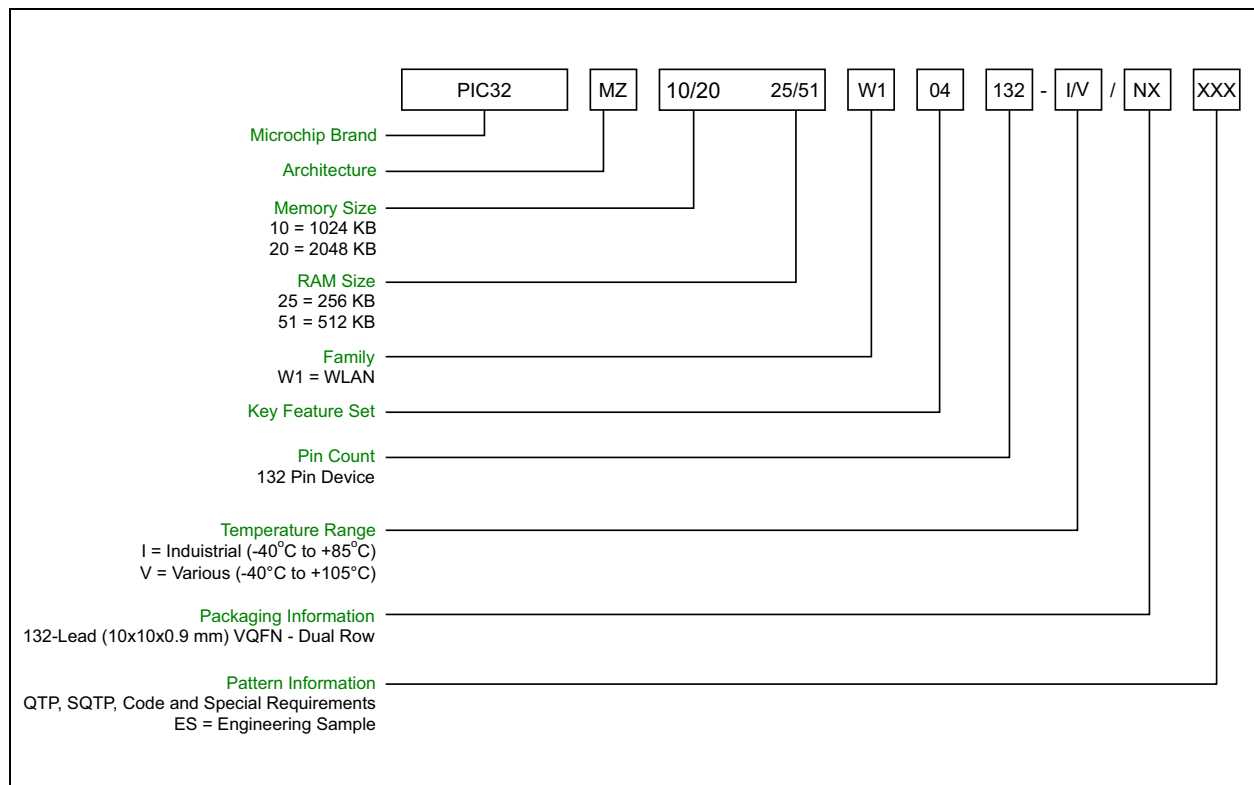 PIC32 MZ 10/20 25/51 W1 04 132 - I/V / NX XXX
Microchip Brand
Architecture
Memory Size
10 = 1024 KB
20 = 2048 KB
RAM Size
25 = 256 KB
51 = 512 KB
Family
W1 = WLAN
Key Feature Set
Pin Count
132 Pin Device
Temperature Range
I = Induistrial (-40°C to +85°C)
V = Various (-40°C to +105°C)
Packaging Information
132-Lead (10x10x0.9 mm) VQFN - Dual Row
Pattern Information
QTP, SQTP, Code and Special Requirements
ES = Engineering Sample